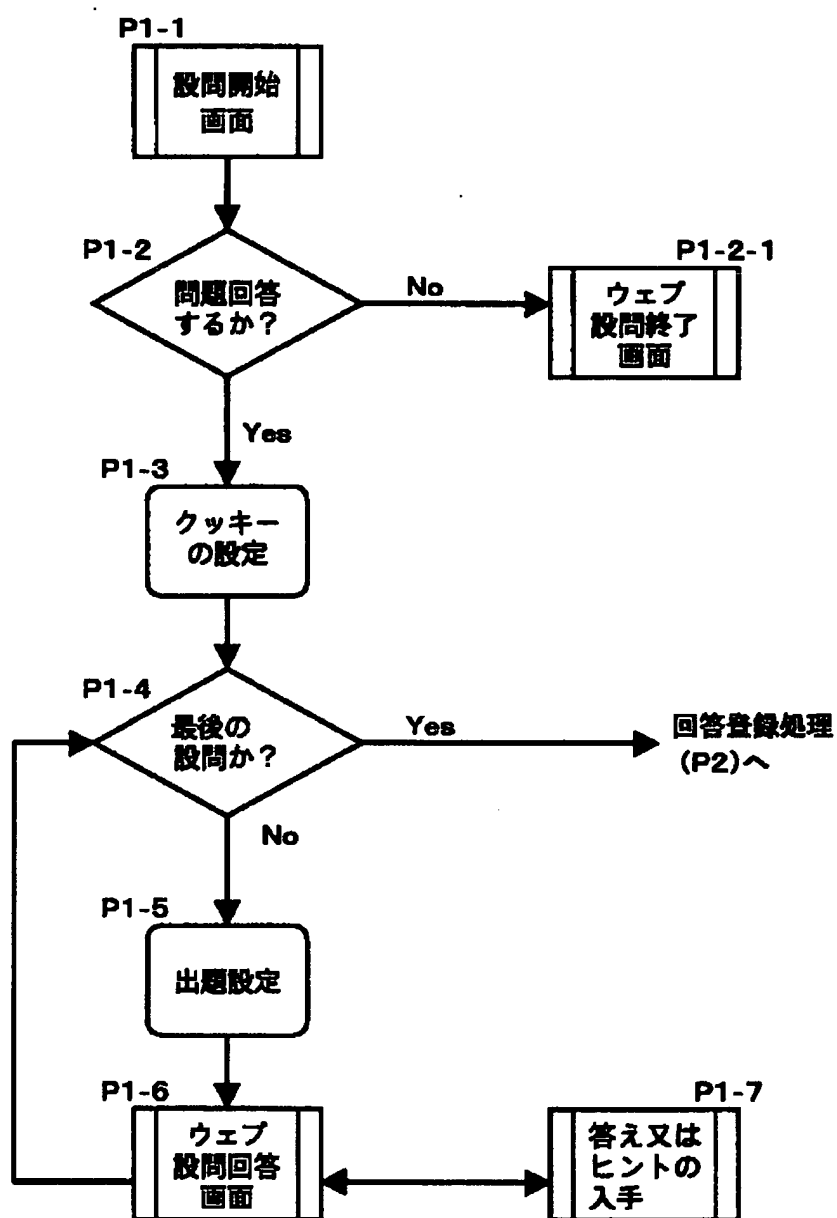 P1-1
設問開始
画面
P1-2
問題回答
するか？
No
P1-2-1
ウェブ
設問終了
画面
Yes
P1-3
クッキー
の設定
P1-4
最後の
設問か？
Yes
回答登録処理
(P2)へ
No
P1-5
出題設定
P1-6
ウェブ
設問回答
画面
P1-7
答え又は
ヒントの
入手